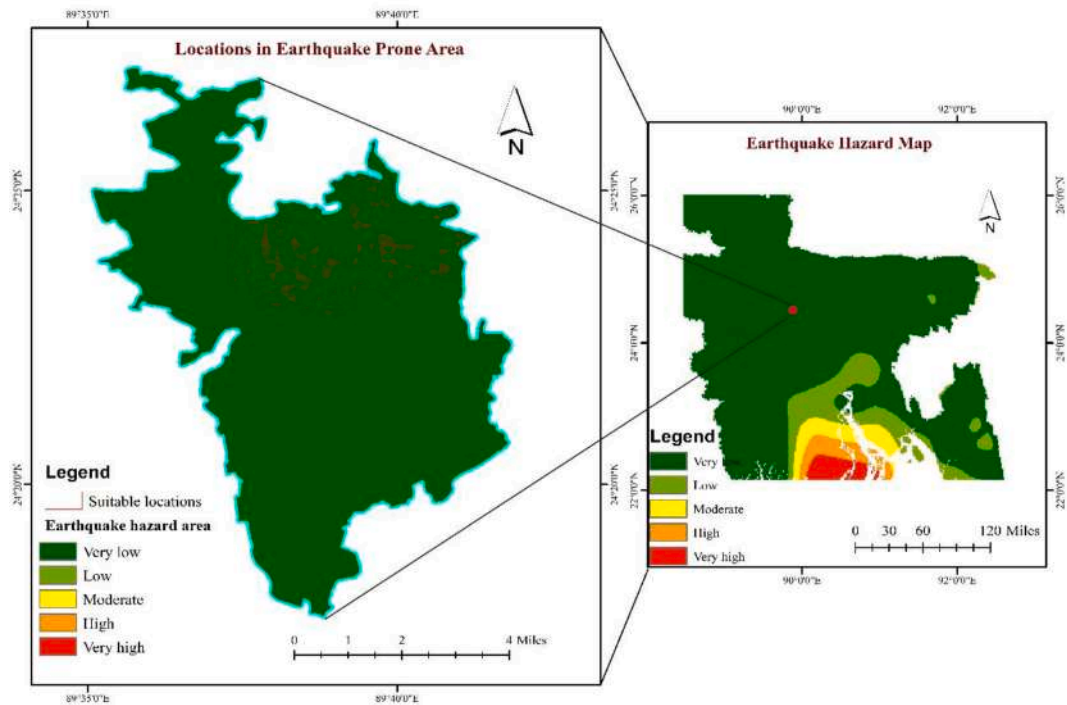 89°35'0"E
89°40'0"E
Locations in Earthquake Prone Area
N
24°25'0"N
24°25'0"N
24°20'0"N
24°20'0"N
Legend
Suitable locations
Earthquake hazard area
Very low
Low
Moderate
High
Very high
0 1 2 4 Miles
89°35'0"E
89°40'0"E
90°0'0"E
92°0'0"E
Earthquake Hazard Map
N
26°0'0"N
26°0'0"N
24°0'0"N
24°0'0"N
22°0'0"N
22°0'0"N
Legend
Very
Low
Moderate
High
Very high
0 30 60 120 Miles
90°0'0"E
92°0'0"E